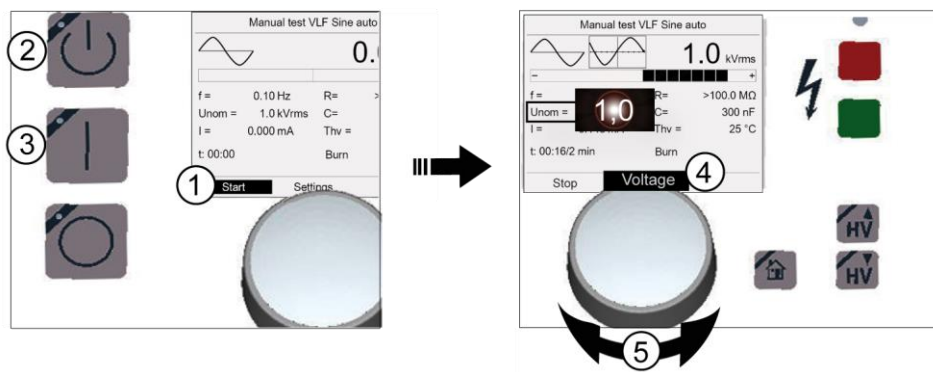 Manual test VLF Sine auto
0.
f = 0.10 Hz R= >
Unom = 1.0 kVrms C=
I = 0.000 mA Thv =
t: 00:00 Burn
Start Settings
1
2
3
Manual test VLF Sine auto
1.0 kVrms
- +
f = R= >100.0 MΩ
Unom = 1,0 C= 300 nF
I = Thv = 25 °C
t: 00:16/2 min Burn
Stop Voltage
4
5
HV
HV